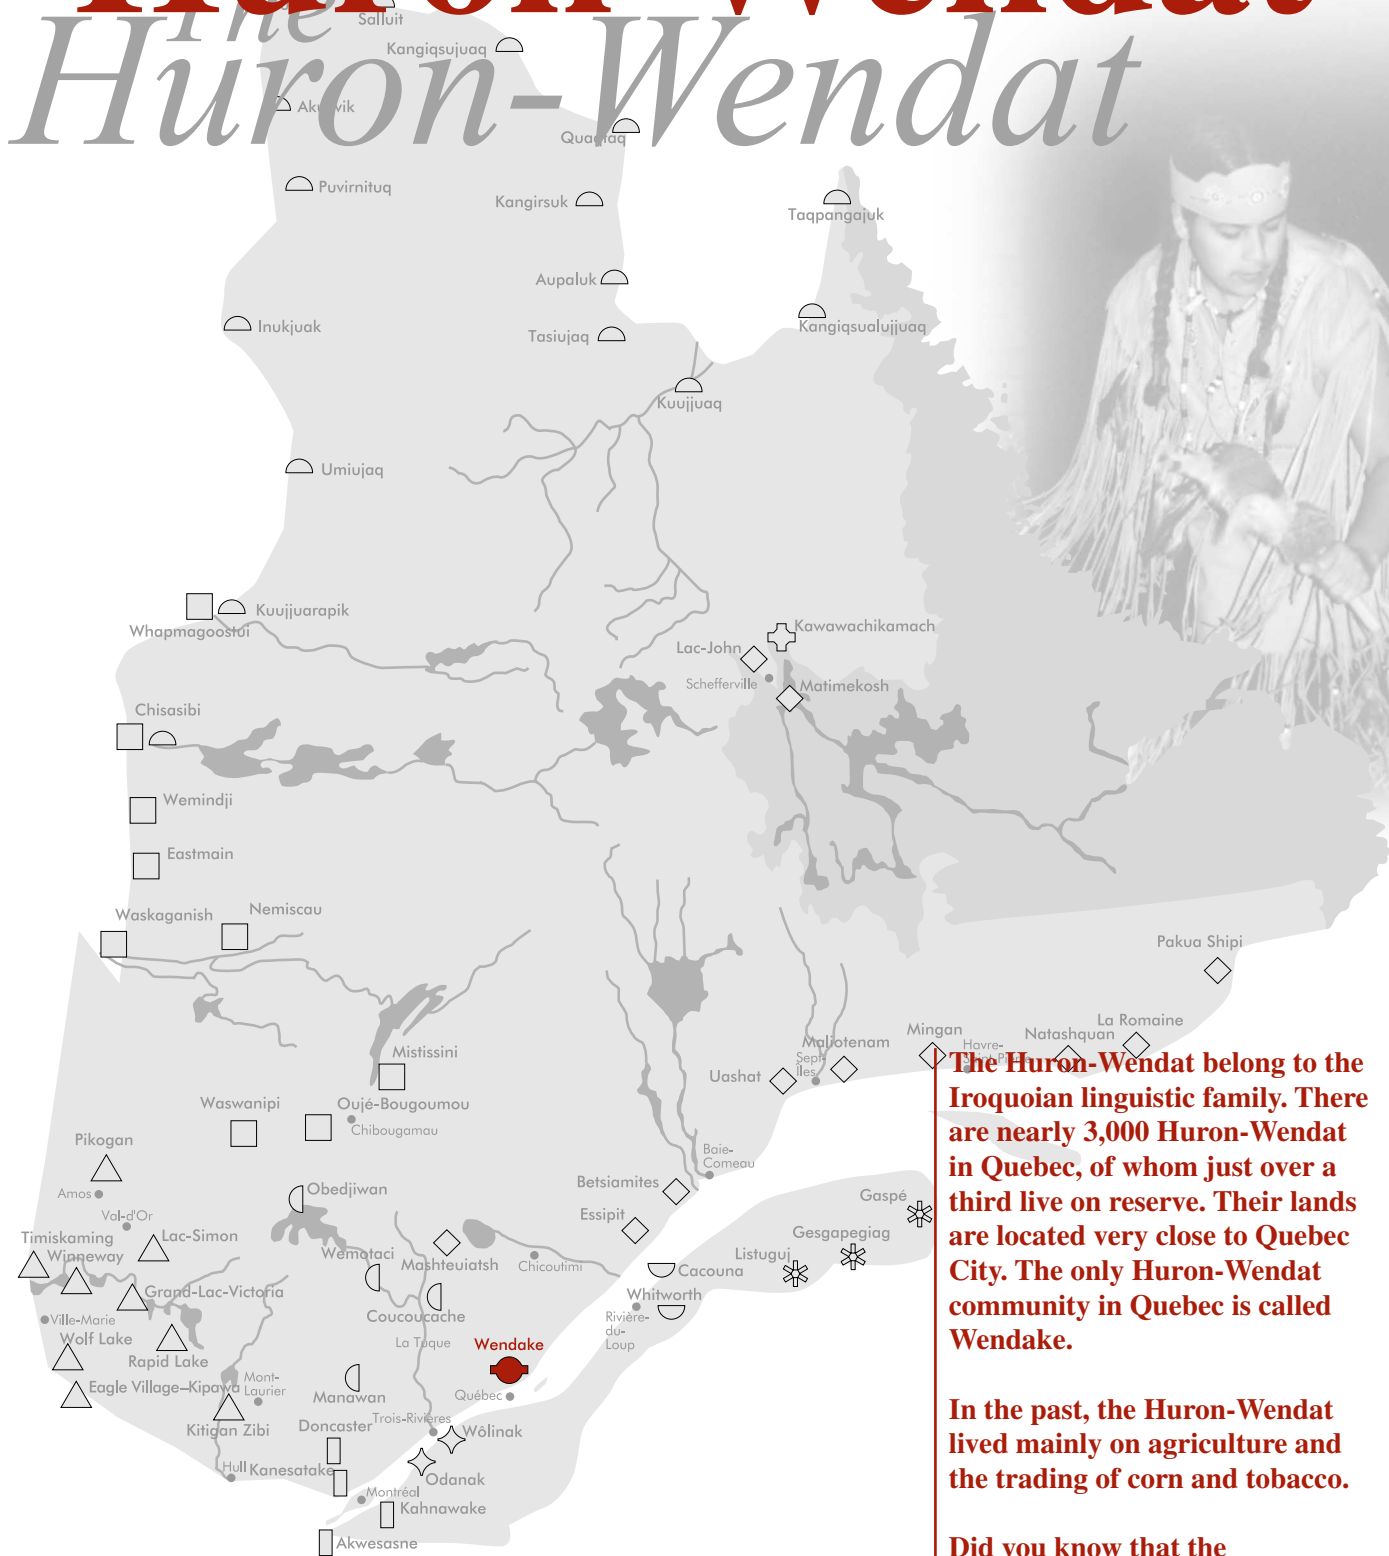 Huron-Wendat
The
Huron-Wendat
Salluit
Kangiqsujuaq
Quaqtaq
Puvirnituq
Kangirsuk
Taqpangajuk
Aupaluk
Inukjuak
Kangiqsualujjuaq
Tasiujaq
Kuujjuaq
Umiujaq
Kuujjuarapik
Whapmagoostui
Kawawachikamach
Lac-John
Schefferville
Matimekosh
Chisasibi
Wemindji
Eastmain
Waskaganish
Nemiscau
Pakua Shipi
La Romaine
Mingan
Natashquan
Havre-
Saint-Pierre
Maliotenam
Sept-
Îles
Uashat
Mistissini
Waswanipi
Oujé-Bougoumou
Chibougamau
Pikogan
Amos
Baie-
Comeau
Betsiamites
Obedjiwan
Essipit
Gaspé
Val-d'Or
Lac-Simon
Timiskaming
Winneway
Gesgapegiag
Listuguj
Wemotaci
Mashteuiatsh
Chicoutimi
Cacouna
Grand-Lac-Victoria
Whitworth
Coucoucache
Rivière-
du-
Loup
Ville-Marie
Wolf Lake
La Tuque
Wendake
Rapid Lake
Mont-
Laurier
Eagle Village–Kipawa
Manawan
Québec
Kitigan Zibi
Doncaster
Trois-Rivières
Wôlinak
Hull
Kanesatake
Odanak
Montréal
Kahnawake
Akwesasne
The Huron-Wendat belong to the
Iroquoian linguistic family. There
are nearly 3,000 Huron-Wendat
in Quebec, of whom just over a
third live on reserve. Their lands
are located very close to Quebec
City. The only Huron-Wendat
community in Quebec is called
Wendake.
In the past, the Huron-Wendat
lived mainly on agriculture and
the trading of corn and tobacco.
Did you know that the